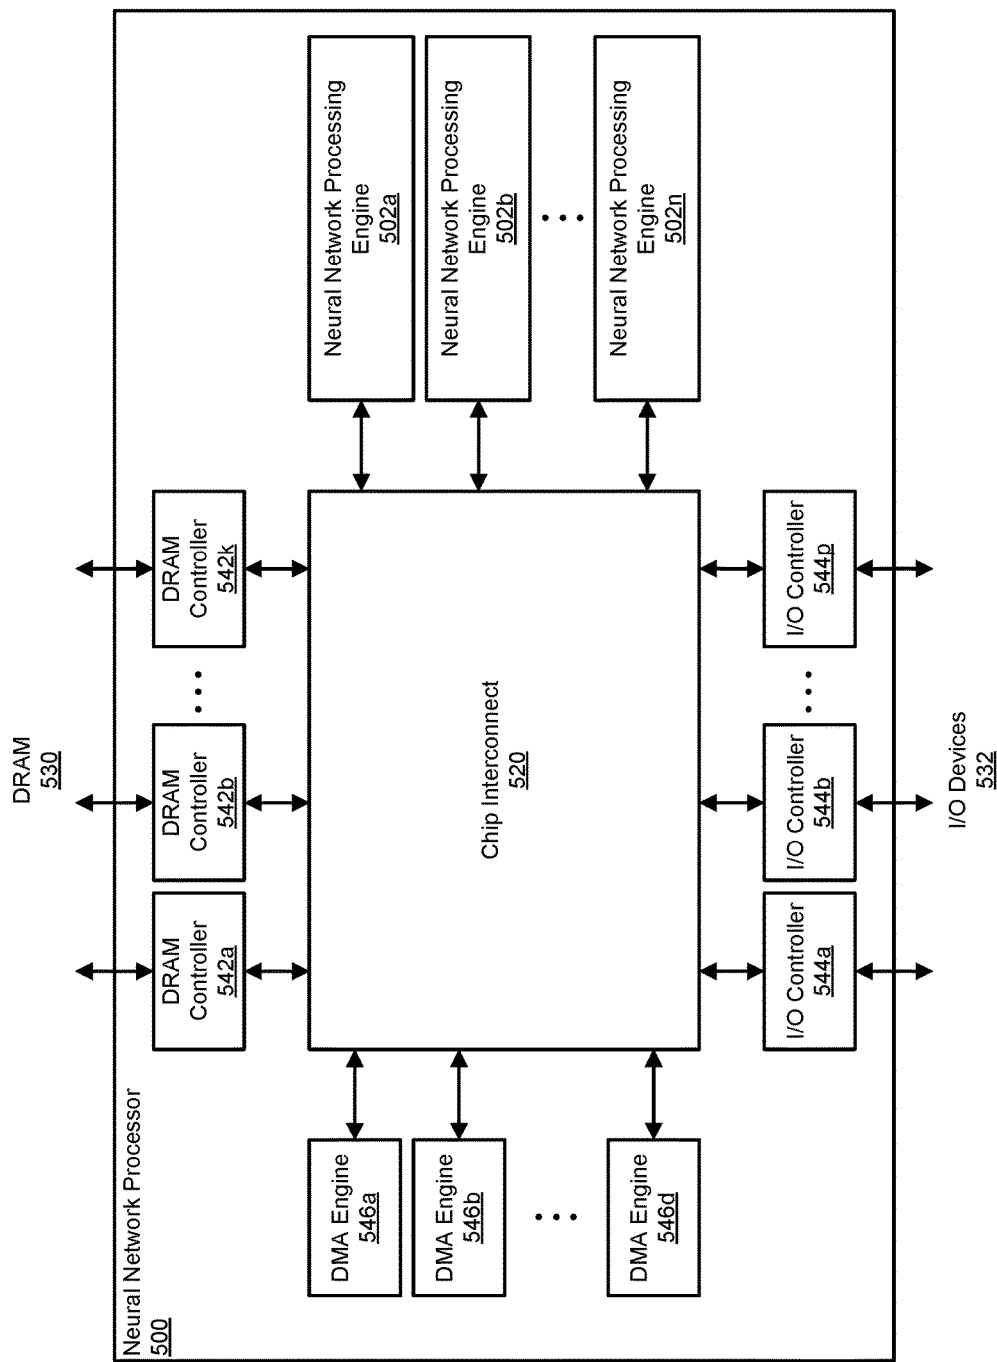 Neural Network Processor
500
DRAM
530
DRAM
Controller
542a
DRAM
Controller
542b
DRAM
Controller
542k
DMA Engine
546a
DMA Engine
546b
DMA Engine
546d
Chip Interconnect
520
Neural Network Processing
Engine
502a
Neural Network Processing
Engine
502b
Neural Network Processing
Engine
502n
I/O Controller
544a
I/O Controller
544b
I/O Controller
544p
I/O Devices
532